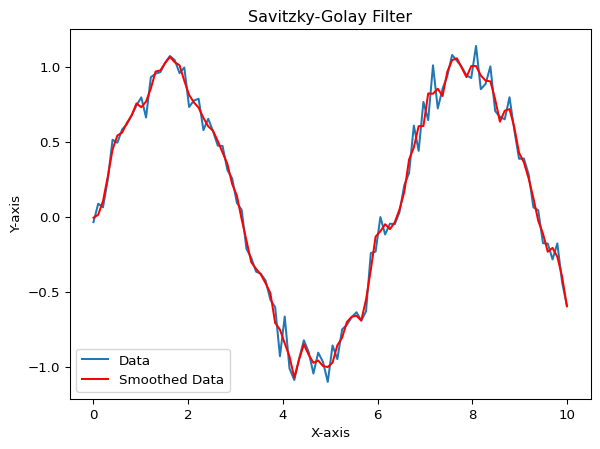 Savitzky-Golay Filter
Y-axis
1.0
0.5
0.0
−0.5
−1.0
Data
Smoothed Data
0 2 4 6 8 10
X-axis